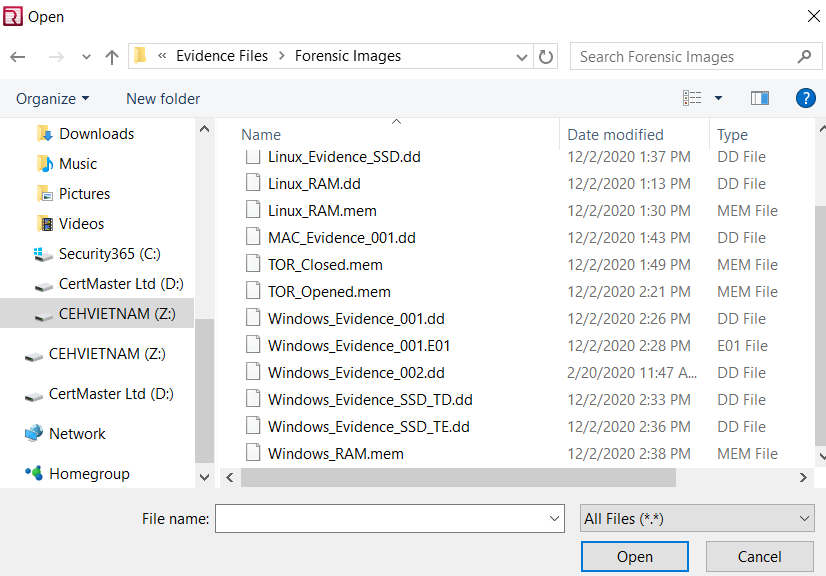 Open
« Evidence Files > Forensic Images
Search Forensic Images
Organize
New folder
Downloads
Music
Pictures
Videos
Security365 (C:)
CertMaster Ltd (D:)
CEHVIETNAM (Z:)
CEHVIETNAM (Z:)
CertMaster Ltd (D:)
Network
Homegroup
Name Date modified Type
Linux_Evidence_SSD.dd 12/2/2020 1:37 PM DD File
Linux_RAM.dd 12/2/2020 1:13 PM DD File
Linux_RAM.mem 12/2/2020 1:30 PM MEM File
MAC_Evidence_001.dd 12/2/2020 1:43 PM DD File
TOR_Closed.mem 12/2/2020 1:49 PM MEM File
TOR_Opened.mem 12/2/2020 2:21 PM MEM File
Windows_Evidence_001.dd 12/2/2020 2:26 PM DD File
Windows_Evidence_001.E01 12/2/2020 2:28 PM E01 File
Windows_Evidence_002.dd 2/20/2020 11:47 A... DD File
Windows_Evidence_SSD_TD.dd 12/2/2020 2:33 PM DD File
Windows_Evidence_SSD_TE.dd 12/2/2020 2:36 PM DD File
Windows_RAM.mem 12/2/2020 2:38 PM MEM File
File name:
All Files (*.*)
Open
Cancel